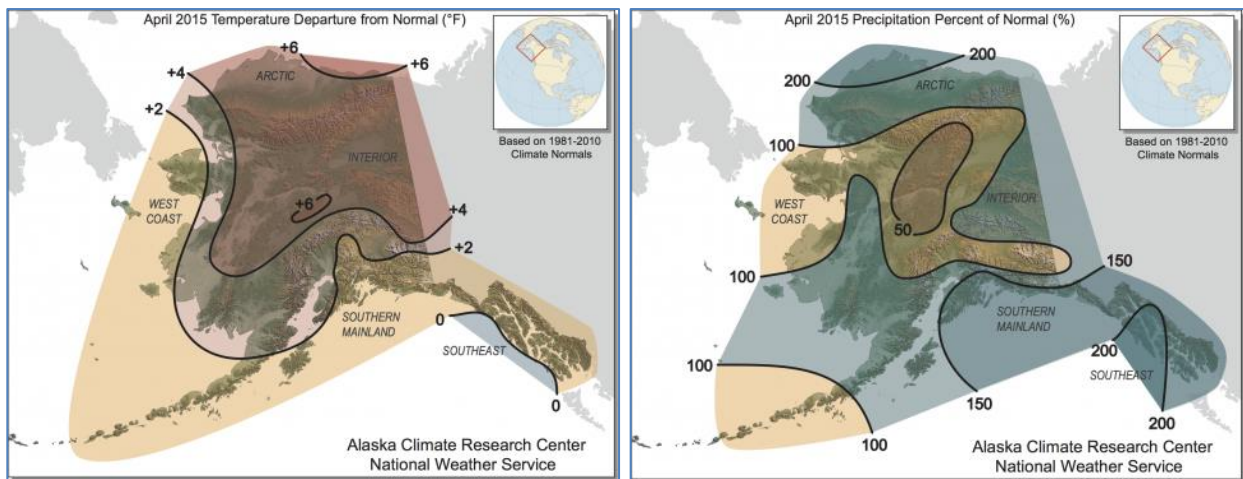 April 2015 Temperature Departure from Normal (°F)
+6
+6
+4
+2
ARCTIC
INTERIOR
WEST
COAST
+6
+4
+2
SOUTHERN
MAINLAND
0
SOUTHEAST
0
Based on 1981-2010
Climate Normals
Alaska Climate Research Center
National Weather Service
April 2015 Precipitation Percent of Normal (%)
200
200
ARCTIC
100
WEST
COAST
INTERIOR
50
100
150
SOUTHERN
MAINLAND
200
SOUTHEAST
100
150
200
100
Based on 1981-2010
Climate Normals
Alaska Climate Research Center
National Weather Service